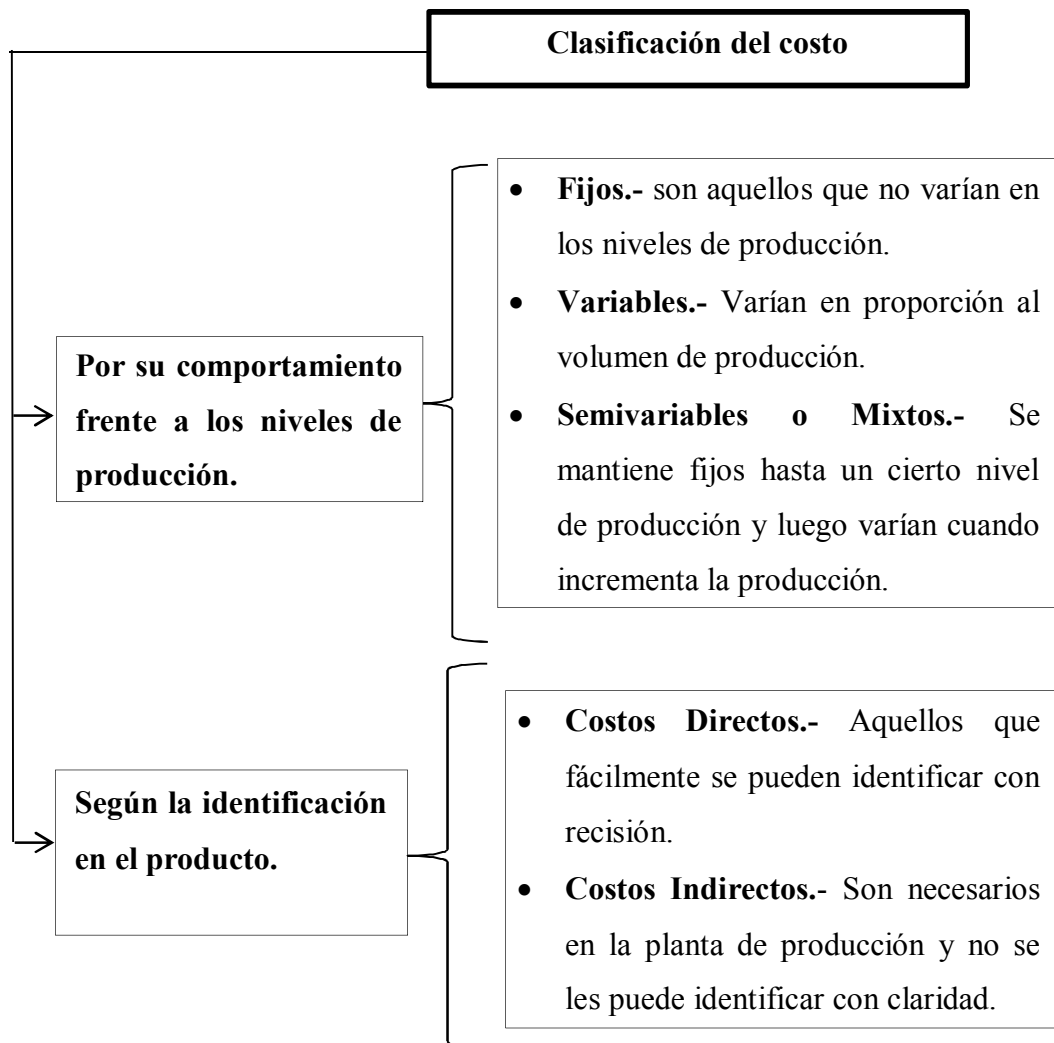 Clasificación del costo
• Fijos.- son aquellos que no varían en
los niveles de producción.
• Variables.- Varían en proporción al
volumen de producción.
• Semivariables o Mixtos.- Se
mantiene fijos hasta un cierto nivel
de producción y luego varían cuando
incrementa la producción.
Por su comportamiento
frente a los niveles de
producción.
• Costos Directos.- Aquellos que
fácilmente se pueden identificar con
recisión.
• Costos Indirectos.- Son necesarios
en la planta de producción y no se
les puede identificar con claridad.
Según la identificación
en el producto.